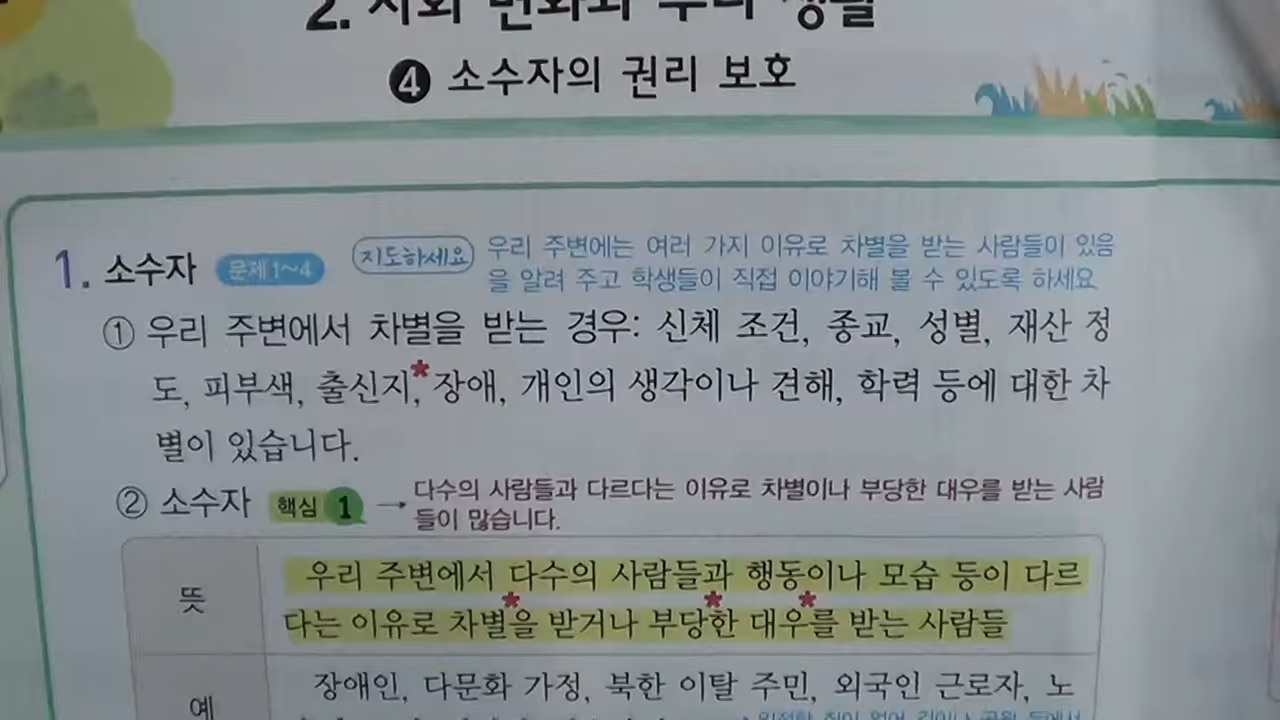 2. 사회 변화와 우리 생활
❹ 소수자의 권리 보호
1. 소수자 문제 1~4 지도하세요 우리 주변에는 여러 가지 이유로 차별을 받는 사람들이 있음
을 알려 주고 학생들이 직접 이야기해 볼 수 있도록 하세요
① 우리 주변에서 차별을 받는 경우: 신체 조건, 종교, 성별, 재산 정
도, 피부색, 출신지,* 장애, 개인의 생각이나 견해, 학력 등에 대한 차
별이 있습니다.
② 소수자 핵심 1 → 다수의 사람들과 다르다는 이유로 차별이나 부당한 대우를 받는 사람
들이 많습니다.
뜻
우리 주변에서 다수의 사람들과 행동이나 모습 등이 다르
다는 이유로 차별*을 받거나 부당*한 대우*를 받는 사람들
예
장애인, 다문화 가정, 북한 이탈 주민, 외국인 근로자, 노